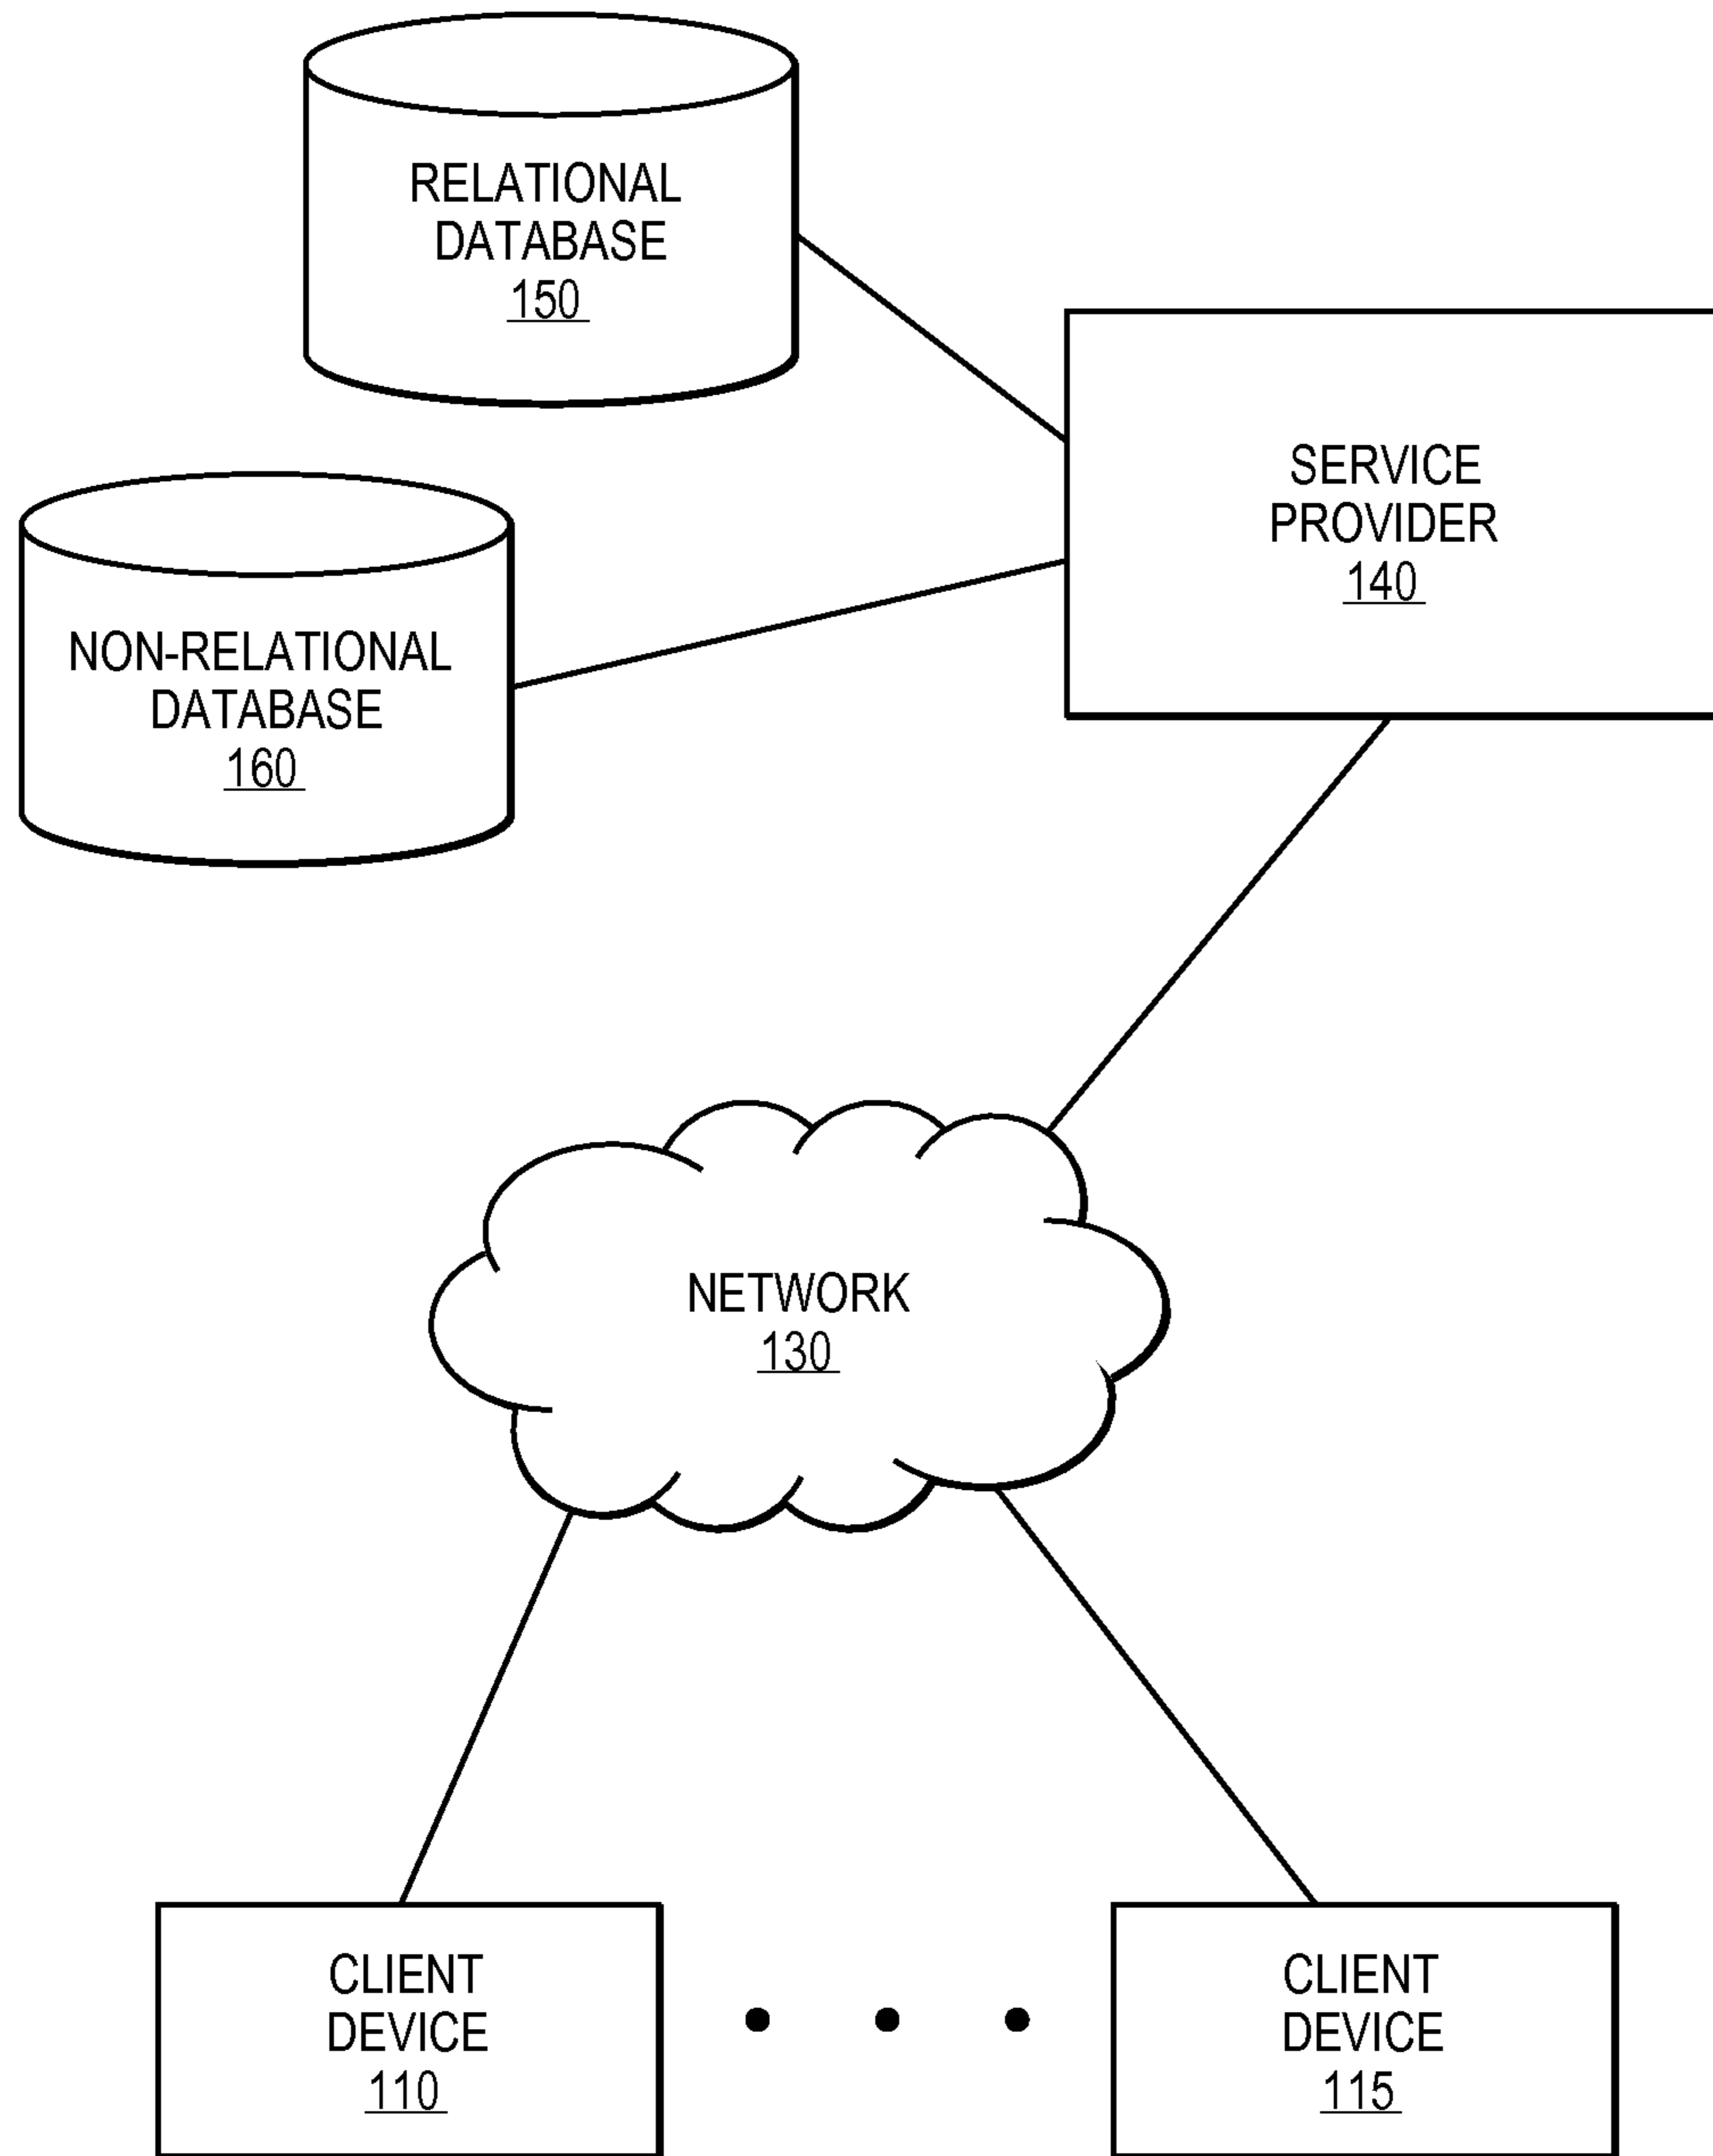 RELATIONAL
DATABASE
150
SERVICE
PROVIDER
140
NON-RELATIONAL
DATABASE
160
NETWORK
130
CLIENT
DEVICE
110
CLIENT
DEVICE
115